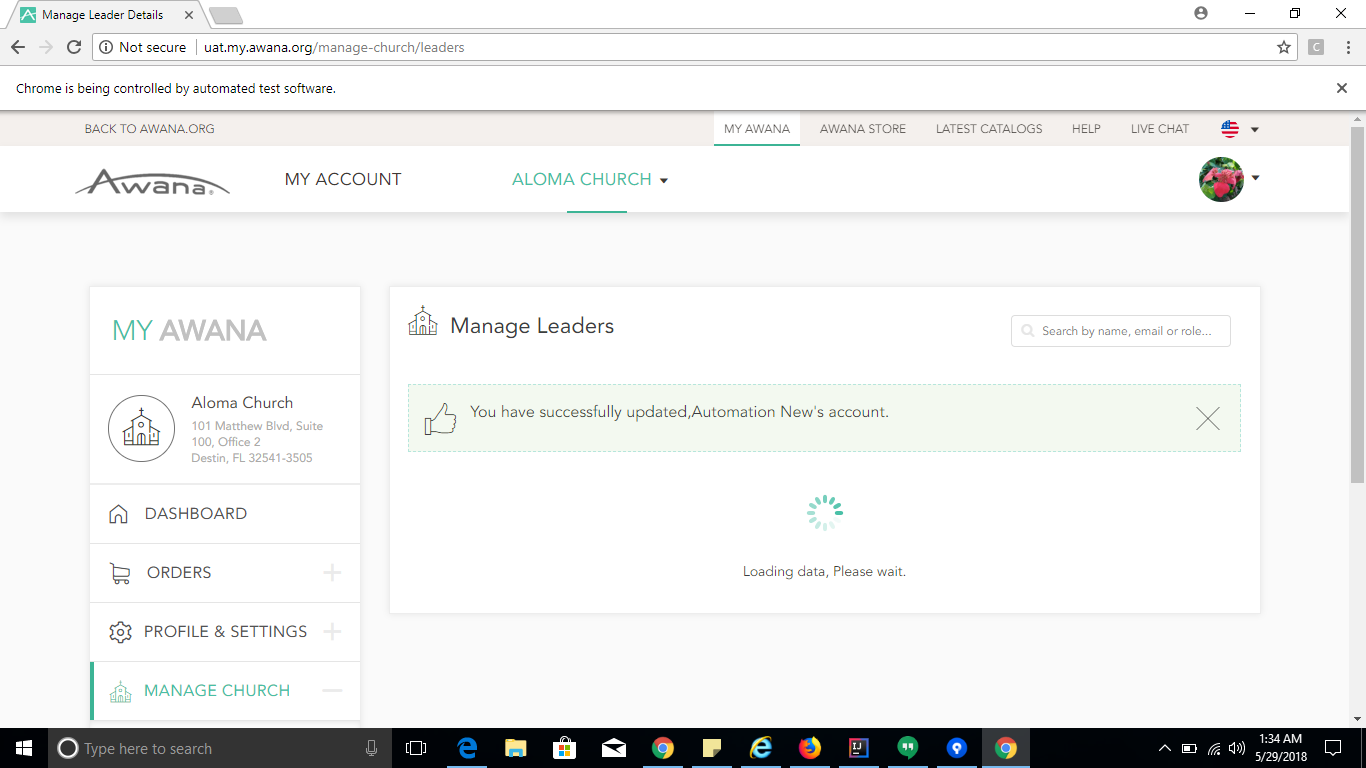 Manage Leader Details
Not secure
uat.my.awana.org/manage-church/leaders
C
Chrome is being controlled by automated test software.
BACK TO AWANA.ORG
MY AWANA
AWANA STORE
LATEST CATALOGS
HELP
LIVE CHAT
Awana®
MY ACCOUNT
ALOMA CHURCH
MY AWANA
Aloma Church
101 Matthew Blvd, Suite
100, Office 2
Destin, FL 32541-3505
DASHBOARD
ORDERS
PROFILE & SETTINGS
MANAGE CHURCH
Manage Leaders
Search by name, email or role...
You have successfully updated,Automation New's account.
Loading data, Please wait.
Type here to search
IJ
1:34 AM
5/29/2018